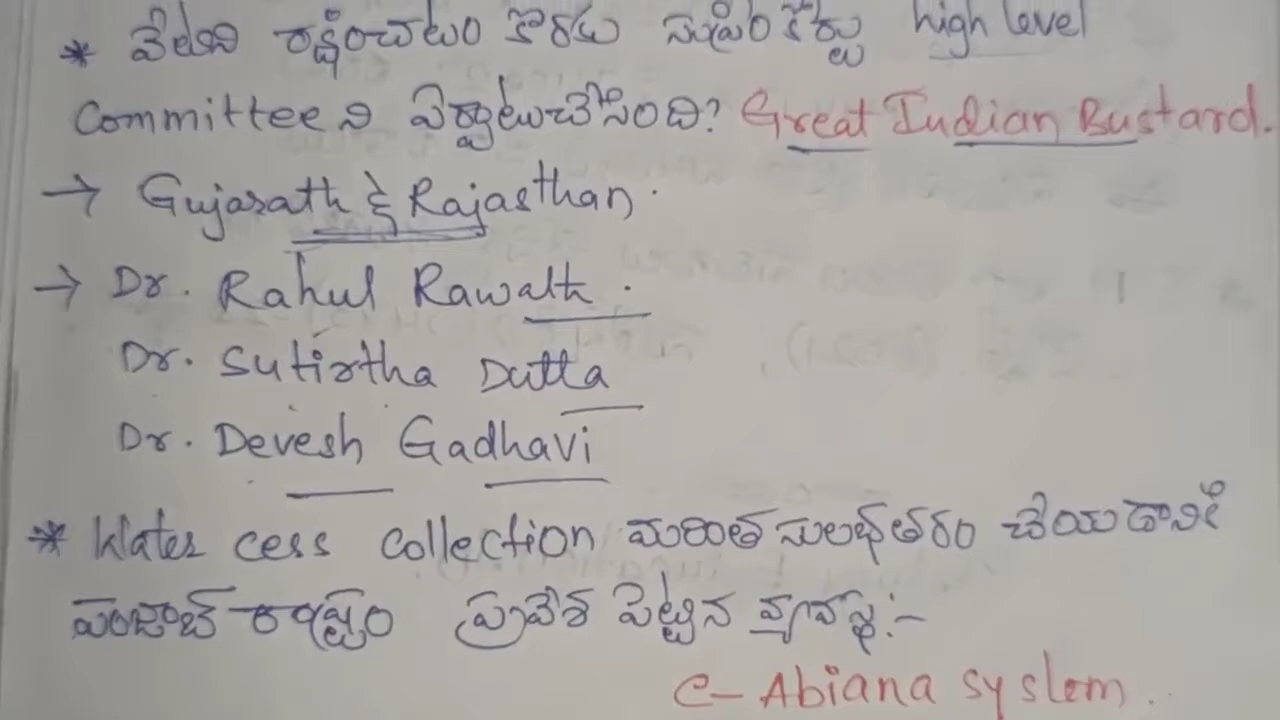 * వేటిని రక్షించటం కొరకు సుప్రీం కోర్టు high level
Committee ని ఏర్పాటుచేసింది? Great Indian Bustard.
→ Gujarath & Rajasthan.
→ Dr. Rahul Rawalth.
Dr. Sutirtha Dutta
Dr. Devesh Gadhavi
* Water cess collection మరింత సులభతరం చేయడానికి
పంజాబ్ రాష్ట్రం ప్రవేశ పెట్టిన వ్యవస్థ:-
e-Abiana system.